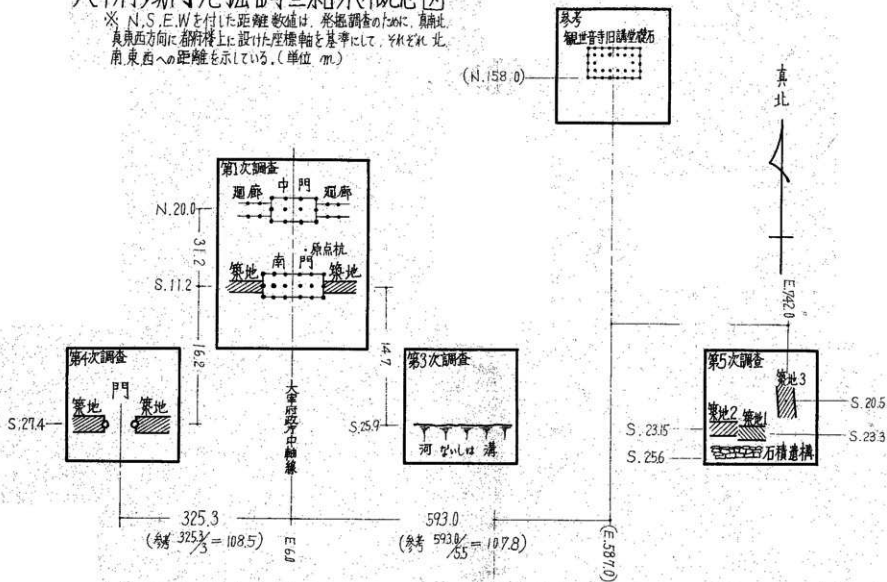 ※ N.S.E.Wを付した距離数値は、発掘調査のために、真南北
真東西方向に都府楼上に設けた座標軸を基準にして、それぞれ北
南東西への距離を示している.(単位 m)
参考
観世音寺旧講堂礎石
(N.158.0)
真北
第1次調査
中門
廻廊 廻廊
N.20.0
31.2
・原点杭
南門
築地 築地
S.11.2
16.2
14.7
E.742.0
第4次調査
門
築地 築地
S.27.4
大宰府政庁中軸線
第3次調査
S.25.9
河ないしは溝
第5次調査
築地3
S.20.5
築地2 築地1
S.23.15
S.23.3
S.25.6
石積遺構
325.3
(参考 325.3/3=108.5)
E.6.0
593.0
(参考 593.0/5.5=107.8)
(E.587.0)